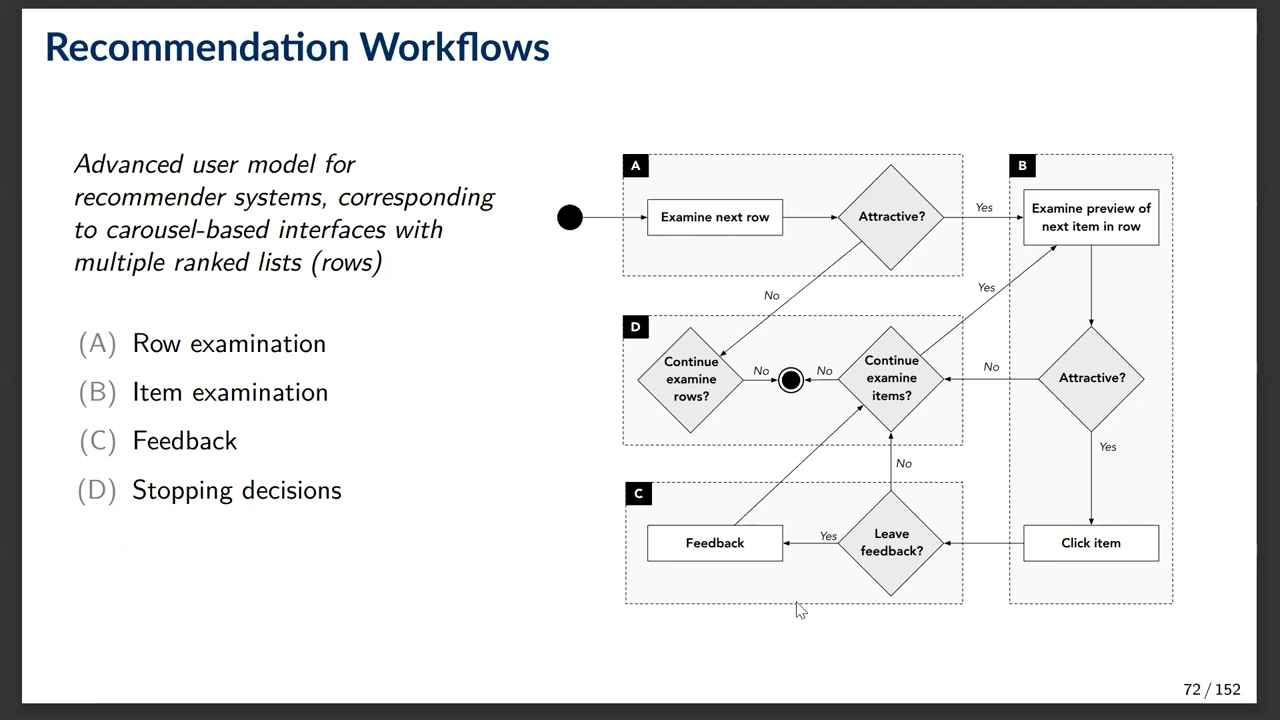 Recommendation Workflows
Advanced user model for
recommender systems, corresponding
to carousel-based interfaces with
multiple ranked lists (rows)
(A) Row examination
(B) Item examination
(C) Feedback
(D) Stopping decisions
A
Examine next row
Attractive?
Yes
No
B
Examine preview of
next item in row
Yes
D
Continue
examine
rows?
No
No
Continue
examine
items?
No
Attractive?
Yes
No
C
Feedback
Yes
Leave
feedback?
Click item
72 / 152